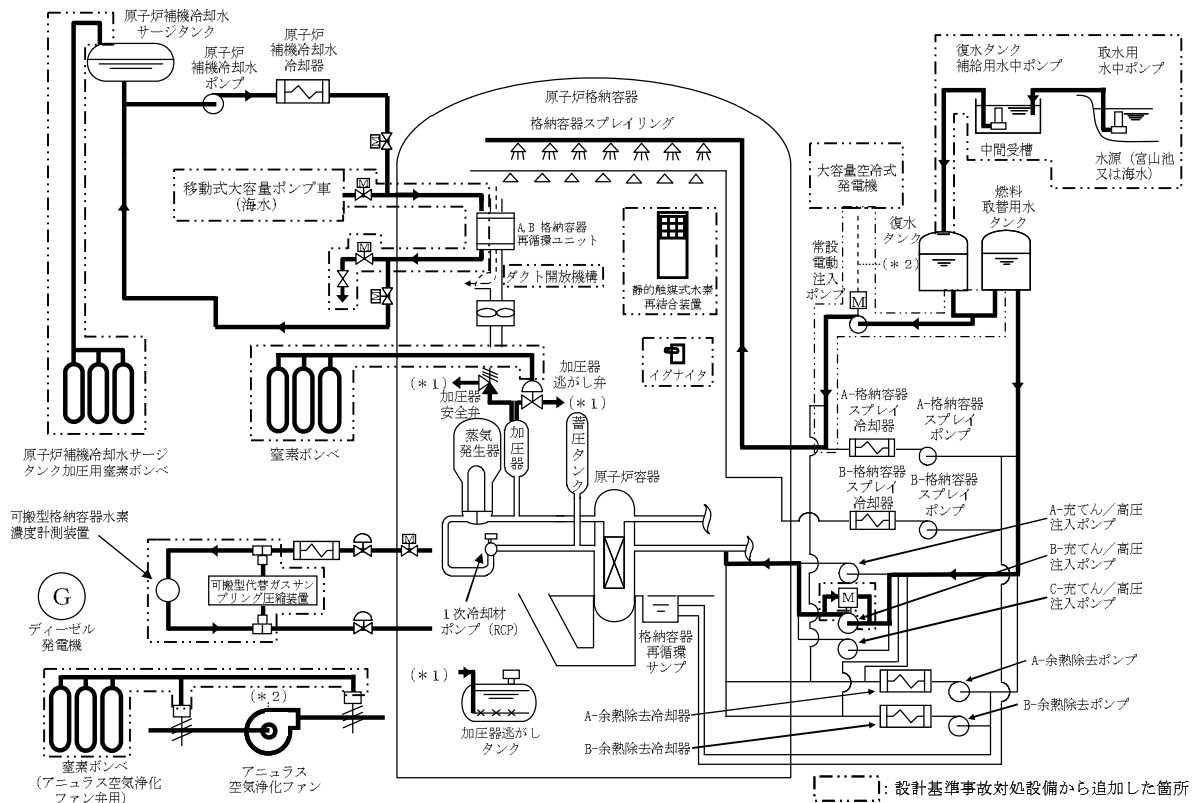 原子炉補機冷却水
サージタンク
原子炉
補機冷却水
ポンプ
原子炉
補機冷却水
冷却器
原子炉格納容器
格納容器スプレイリング
復水タンク
補給用水中ポンプ
取水用
水中ポンプ
中間受槽
水源（宮山池
又は海水）
移動式大容量ポンプ車
（海水）
M
M
A,B 格納容器
再循環ユニット
ダクト開放機構
大容量空冷式
発電機
燃料
取替用水
タンク
復水
タンク
常設
電動
注入
ポンプ
(＊2)
M
静的触媒式水素
再結合装置
イグナイタ
(＊1)
加圧器
安全弁
加圧器
逃がし弁
(＊1)
原子炉補機冷却水サージ
タンク加圧用窒素ボンベ
窒素ボンベ
蒸気
発生器
加圧器
蓄圧タンク
原子炉容器
A-格納容器
スプレイ
冷却器
A-格納容器
スプレイ
ポンプ
B-格納容器
スプレイ
冷却器
B-格納容器
スプレイ
ポンプ
A-充てん／高圧
注入ポンプ
B-充てん／高圧
注入ポンプ
C-充てん／高圧
注入ポンプ
M
可搬型格納容器水素
濃度計測装置
M
可搬型代替ガスサン
プリング圧縮装置
G
ディーゼル
発電機
1次冷却材
ポンプ（RCP）
格納容器
再循環
サンプ
(＊1)
加圧器逃がし
タンク
A-余熱除去ポンプ
B-余熱除去ポンプ
A-余熱除去冷却器
B-余熱除去冷却器
(＊2)
窒素ボンベ
（アニュラス空気浄化
ファン弁用）
アニュラス
空気浄化ファン
：設計基準事故対処設備から追加した箇所